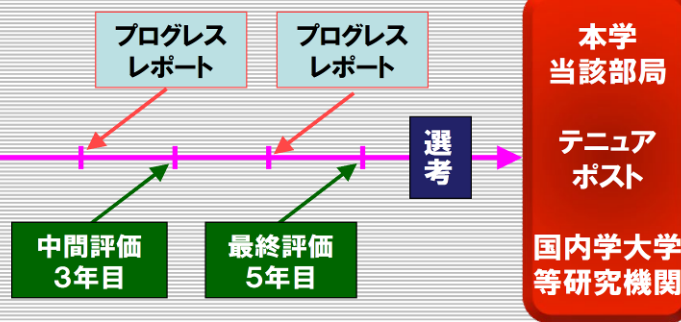 プログレス
レポート
プログレス
レポート
中間評価
3年目
最終評価
5年目
選
考
本学
当該部局
テニュア
ポスト
国内学大学
等研究機関